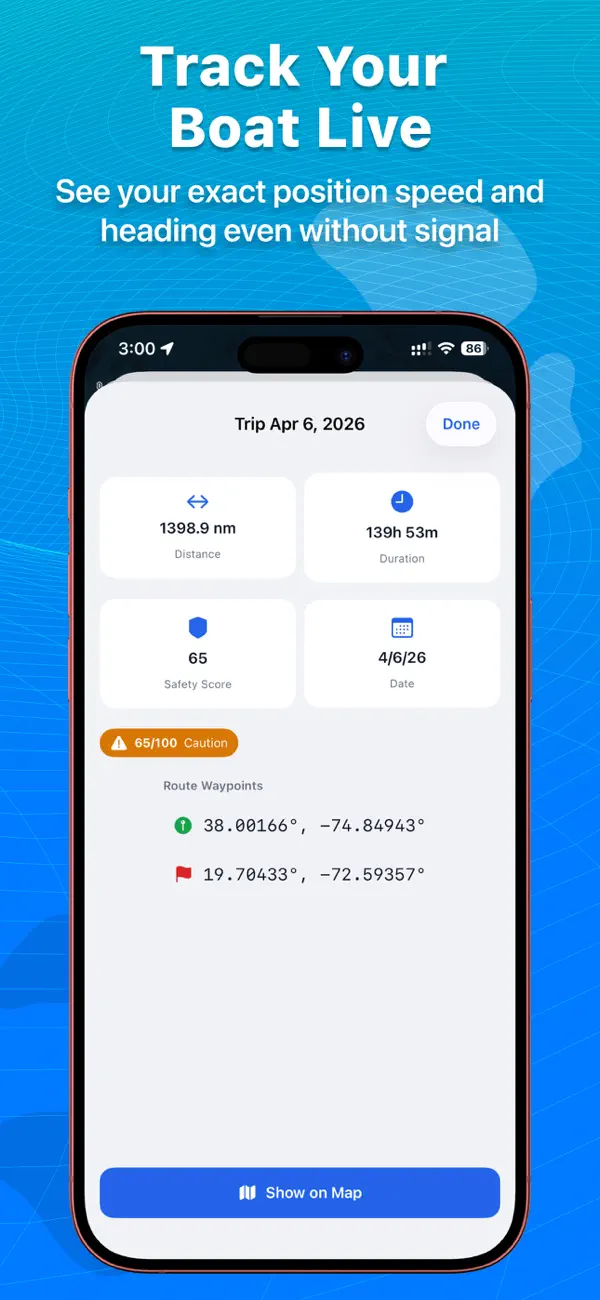 Track Your
Boat Live
See your exact position speed and
heading even without signal
3:00
86
Trip Apr 6, 2026
Done
1398.9 nm
Distance
139h 53m
Duration
65
Safety Score
4/6/26
Date
65/100 Caution
Route Waypoints
38.00166°, −74.84943°
19.70433°, −72.59357°
Show on Map